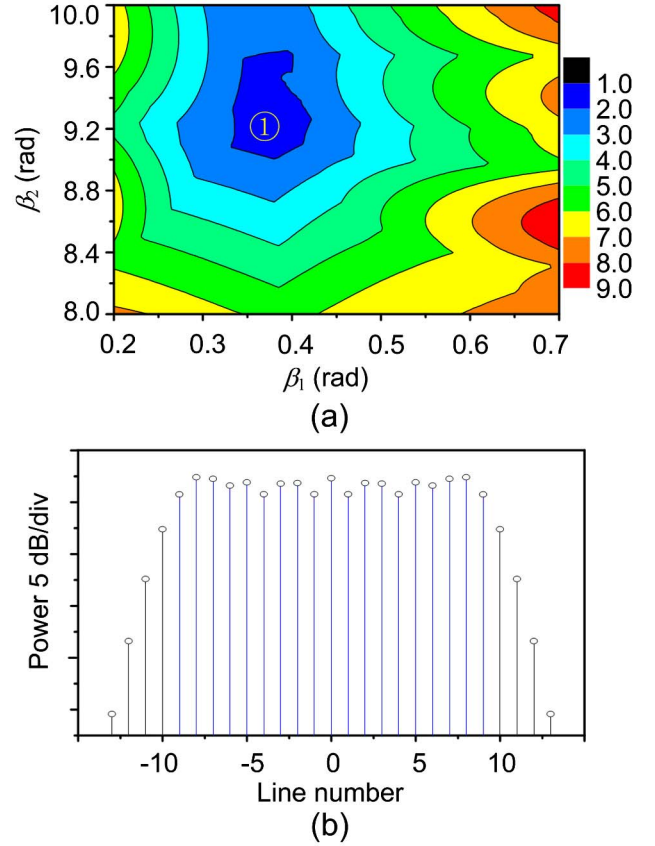 10.0
9.6
9.2
8.8
8.4
8.0
β₂ (rad)
①
0.2 0.3 0.4 0.5 0.6 0.7
β₁ (rad)
1.0
2.0
3.0
4.0
5.0
6.0
7.0
8.0
9.0
(a)
Power 5 dB/div
-10 -5 0 5 10
Line number
(b)